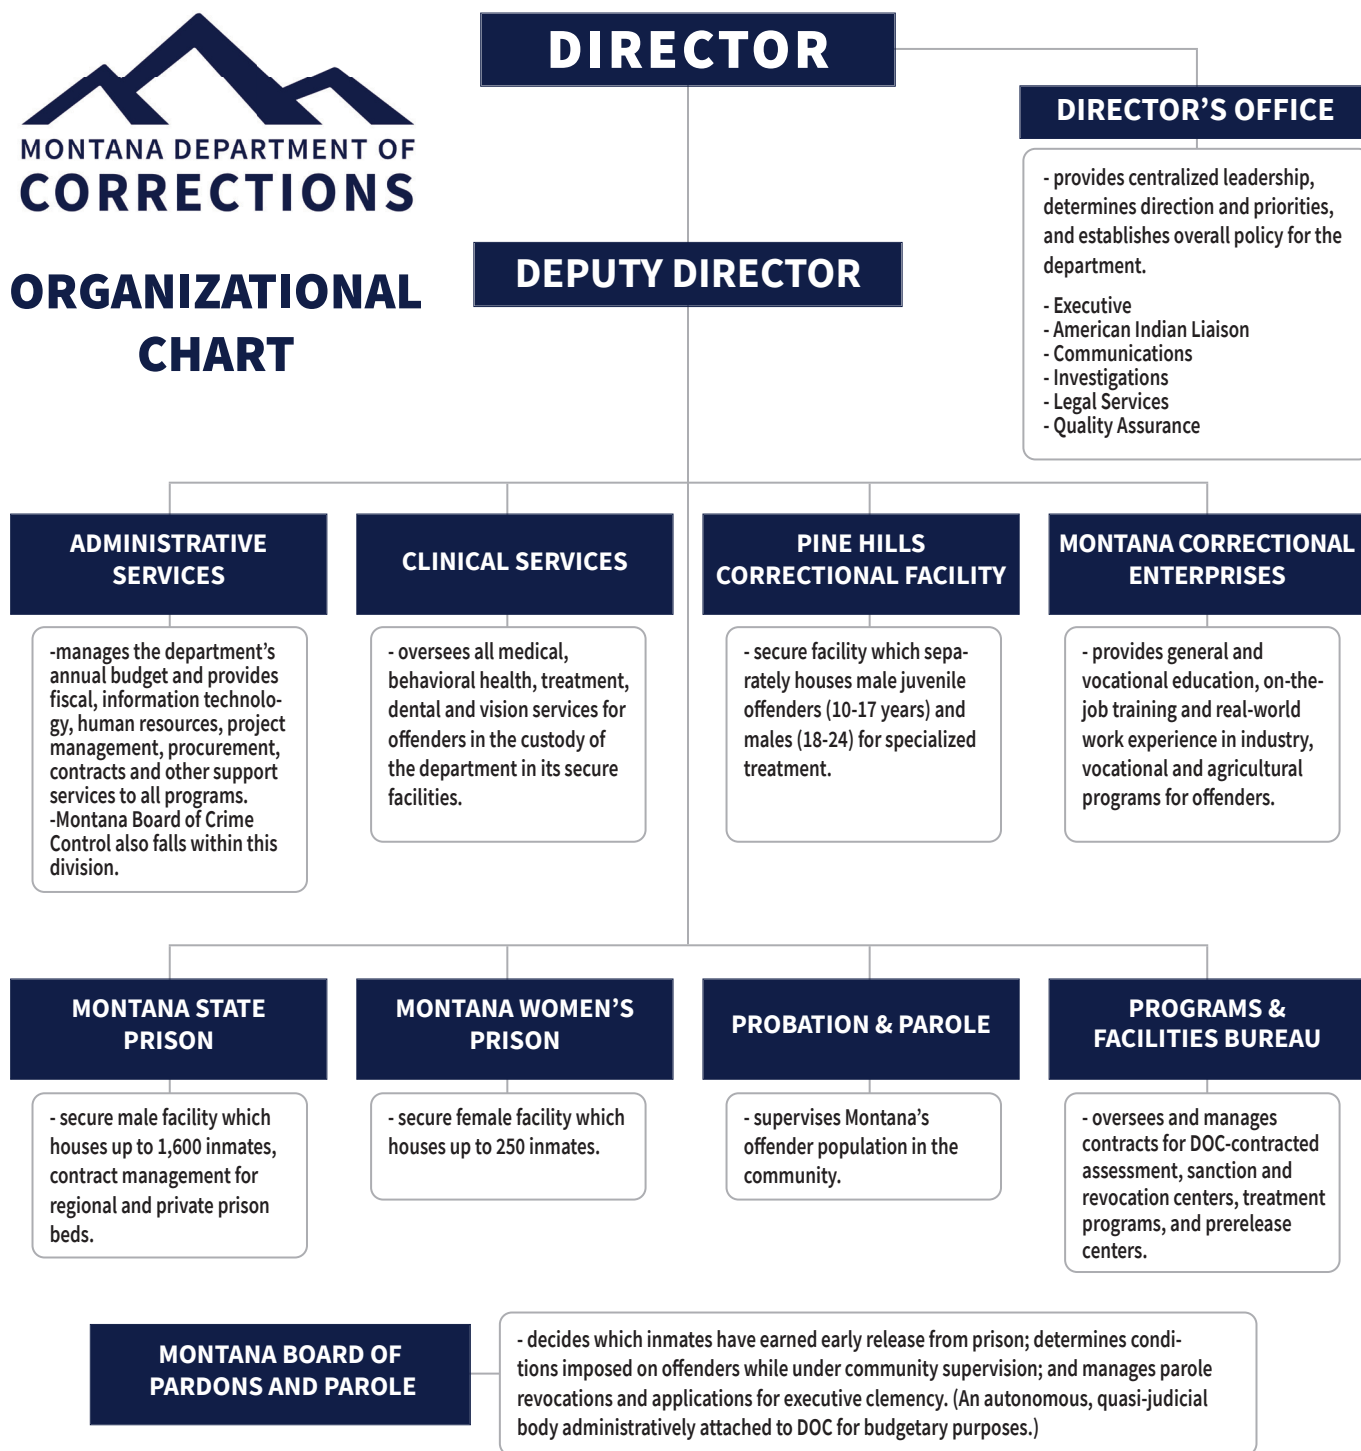 MONTANA DEPARTMENT OF
CORRECTIONS
ORGANIZATIONAL
CHART
DIRECTOR
DIRECTOR’S OFFICE
- provides centralized leadership,
determines direction and priorities,
and establishes overall policy for the
department.
- Executive
- American Indian Liaison
- Communications
- Investigations
- Legal Services
- Quality Assurance
DEPUTY DIRECTOR
ADMINISTRATIVE
SERVICES
-manages the department’s
annual budget and provides
fiscal, information technolo-
gy, human resources, project
management, procurement,
contracts and other support
services to all programs.
-Montana Board of Crime
Control also falls within this
division.
CLINICAL SERVICES
- oversees all medical,
behavioral health, treatment,
dental and vision services for
offenders in the custody of
the department in its secure
facilities.
PINE HILLS
CORRECTIONAL FACILITY
- secure facility which sepa-
rately houses male juvenile
offenders (10-17 years) and
males (18-24) for specialized
treatment.
MONTANA CORRECTIONAL
ENTERPRISES
- provides general and
vocational education, on-the-
job training and real-world
work experience in industry,
vocational and agricultural
programs for offenders.
MONTANA STATE
PRISON
- secure male facility which
houses up to 1,600 inmates,
contract management for
regional and private prison
beds.
MONTANA WOMEN’S
PRISON
- secure female facility which
houses up to 250 inmates.
PROBATION & PAROLE
- supervises Montana’s
offender population in the
community.
PROGRAMS &
FACILITIES BUREAU
- oversees and manages
contracts for DOC-contracted
assessment, sanction and
revocation centers, treatment
programs, and prerelease
centers.
MONTANA BOARD OF
PARDONS AND PAROLE
- decides which inmates have earned early release from prison; determines condi-
tions imposed on offenders while under community supervision; and manages parole
revocations and applications for executive clemency. (An autonomous, quasi-judicial
body administratively attached to DOC for budgetary purposes.)